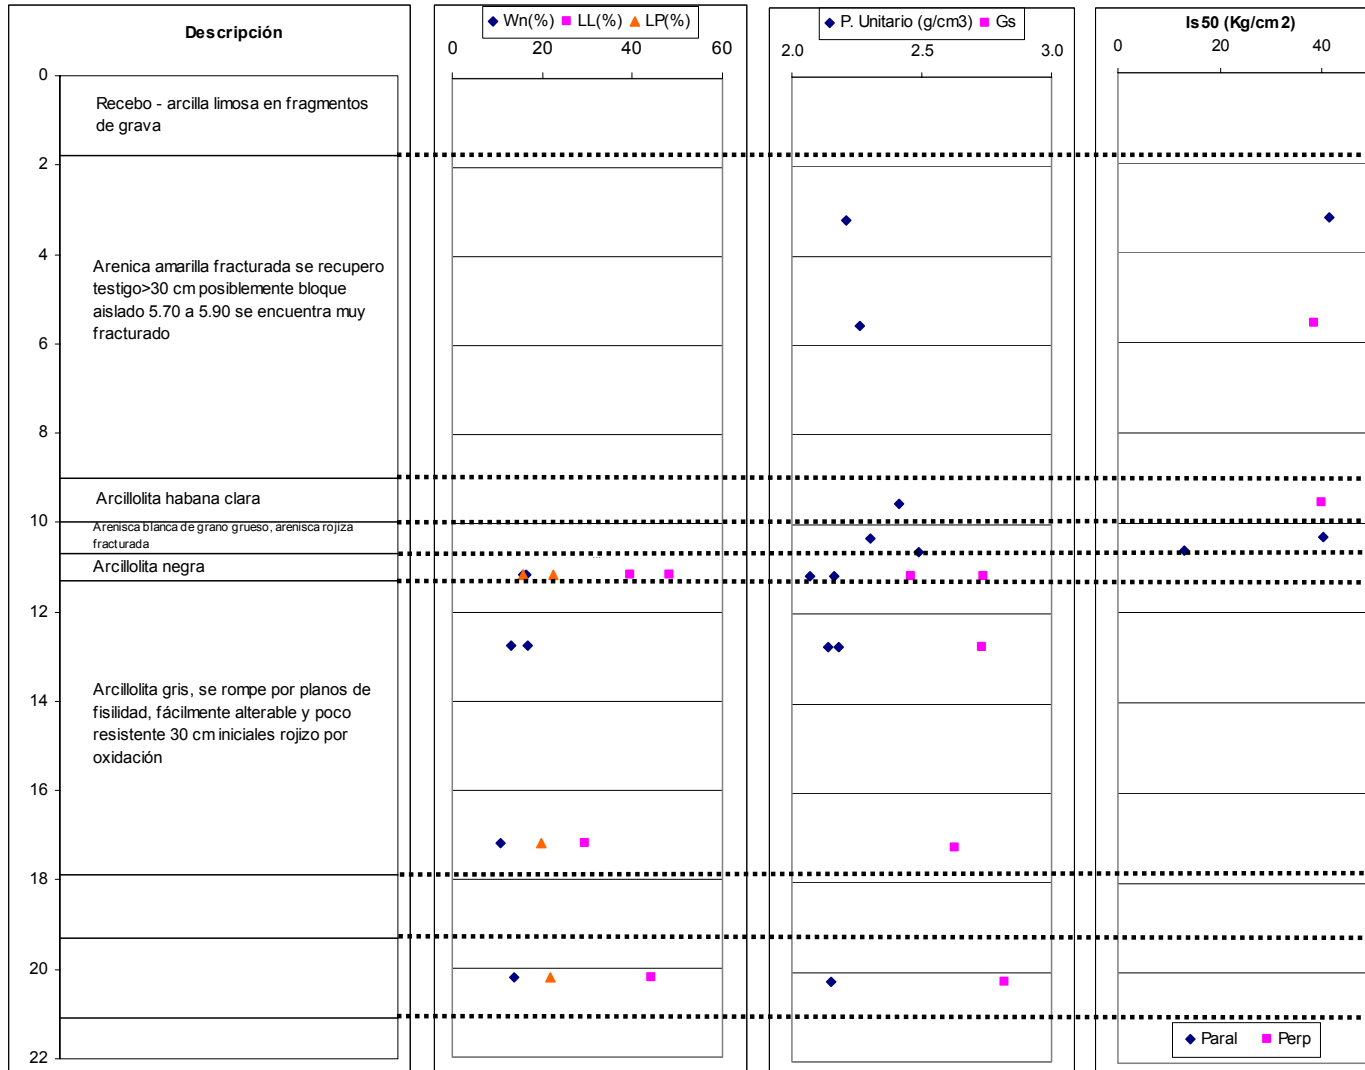 Descripción
Wn(%) LL(%) LP(%)
0 20 40 60
P. Unitario (g/cm3) Gs
2.0 2.5 3.0
Is50 (Kg/cm2)
0 20 40
0
Recebo - arcilla limosa en fragmentos
de grava
2
4
Arenica amarilla fracturada se recupero
testigo>30 cm posiblemente bloque
aislado 5.70 a 5.90 se encuentra muy
fracturado
6
8
Arcillolita habana clara
10
Arenisca blanca de grano grueso, arenisca rojiza
fracturada
Arcillolita negra
12
Arcillolita gris, se rompe por planos de
fisilidad, fácilmente alterable y poco
resistente 30 cm iniciales rojizo por
oxidación
14
16
18
20
22
Paral Perp